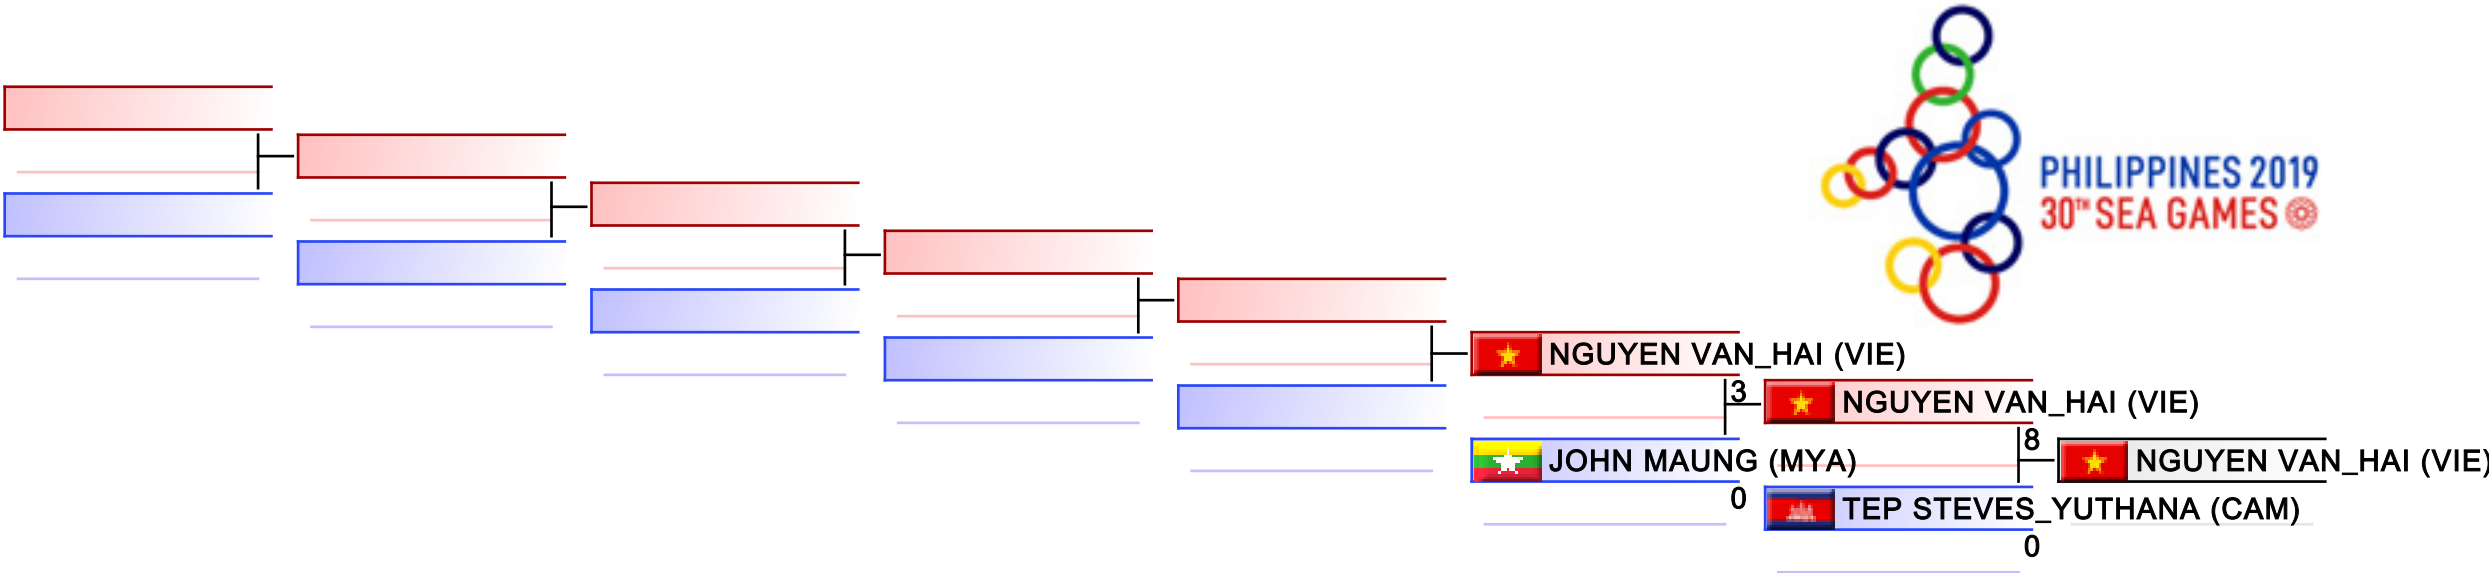 PHILIPPINES 2019
30TH SEA GAMES
NGUYEN VAN_HAI (VIE)
3
NGUYEN VAN_HAI (VIE)
8
JOHN MAUNG (MYA)
NGUYEN VAN_HAI (VIE)
0
TEP STEVES_YUTHANA (CAM)
0